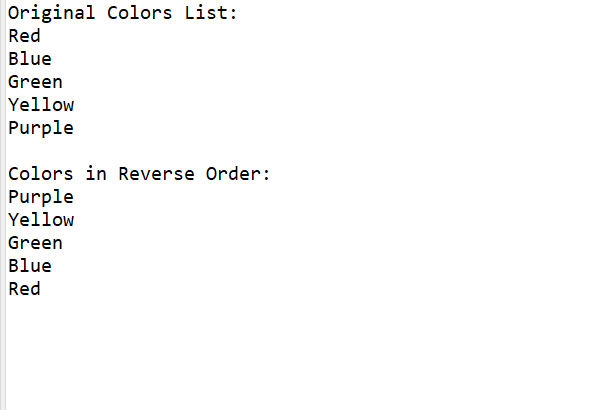 Original Colors List:
Red
Blue
Green
Yellow
Purple

Colors in Reverse Order:
Purple
Yellow
Green
Blue
Red